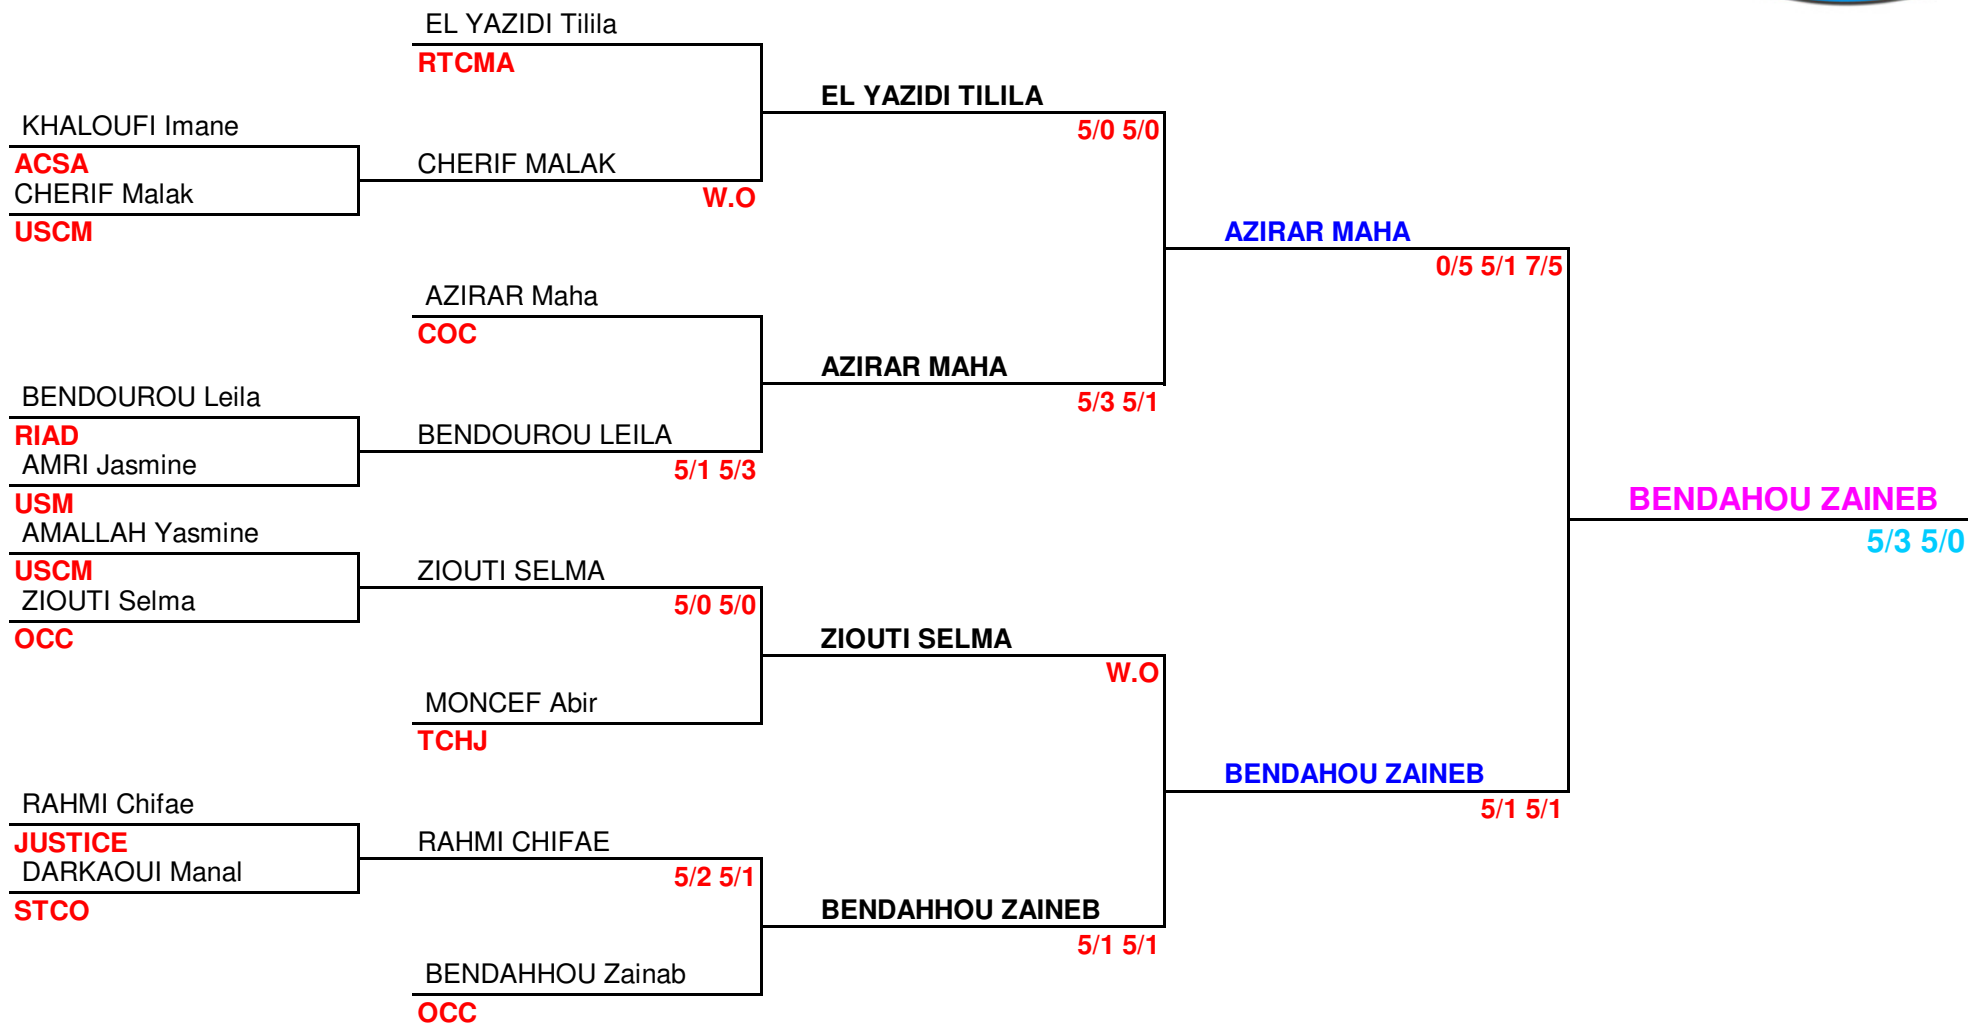 EL YAZIDI Tilila
RTCMA
EL YAZIDI TILILA
5/0 5/0
KHALOUFI Imane
ACSA
CHERIF MALAK
W.O
CHERIF Malak
USCM
AZIRAR MAHA
0/5 5/1 7/5
AZIRAR Maha
COC
AZIRAR MAHA
5/3 5/1
BENDOUROU Leila
RIAD
BENDOUROU LEILA
5/1 5/3
AMRI Jasmine
USM
BENDAHOU ZAINEB
5/3 5/0
AMALLAH Yasmine
USCM
ZIOUTI SELMA
5/0 5/0
ZIOUTI Selma
OCC
ZIOUTI SELMA
W.O
MONCEF Abir
TCHJ
BENDAHOU ZAINEB
5/1 5/1
RAHMI Chifae
JUSTICE
RAHMI CHIFAE
5/2 5/1
DARKAOUI Manal
STCO
BENDAHHOU ZAINEB
5/1 5/1
BENDAHHOU Zainab
OCC